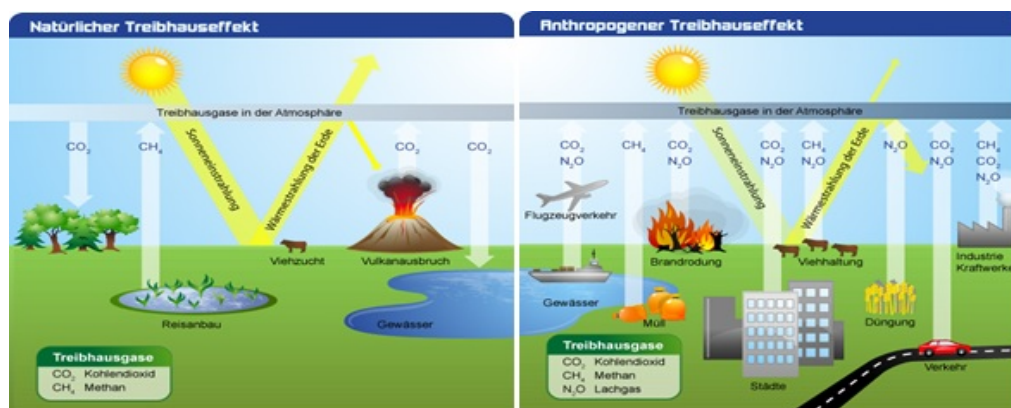 Natürlicher Treibhauseffekt
Treibhausgase in der Atmosphäre
CO₂
CH₄
Sonneneinstrahlung
Wärmestrahlung der Erde
CO₂
CO₂
Viehzucht
Vulkanausbruch
Reisanbau
Gewässer
Treibhausgase
CO₂ Kohlendioxid
CH₄ Methan
Anthropogener Treibhauseffekt
Treibhausgase in der Atmosphäre
CO₂
N₂O
CH₄
CO₂
N₂O
Sonneneinstrahlung
CO₂
N₂O
CH₄
N₂O
Wärmestrahlung der Erde
N₂O
CO₂
N₂O
CH₄
CO₂
N₂O
Flugzeugverkehr
Brandrodung
Viehhaltung
Industrie
Kraftwerke
Gewässer
Müll
Düngung
Städte
Verkehr
Treibhausgase
CO₂ Kohlendioxid
CH₄ Methan
N₂O Lachgas